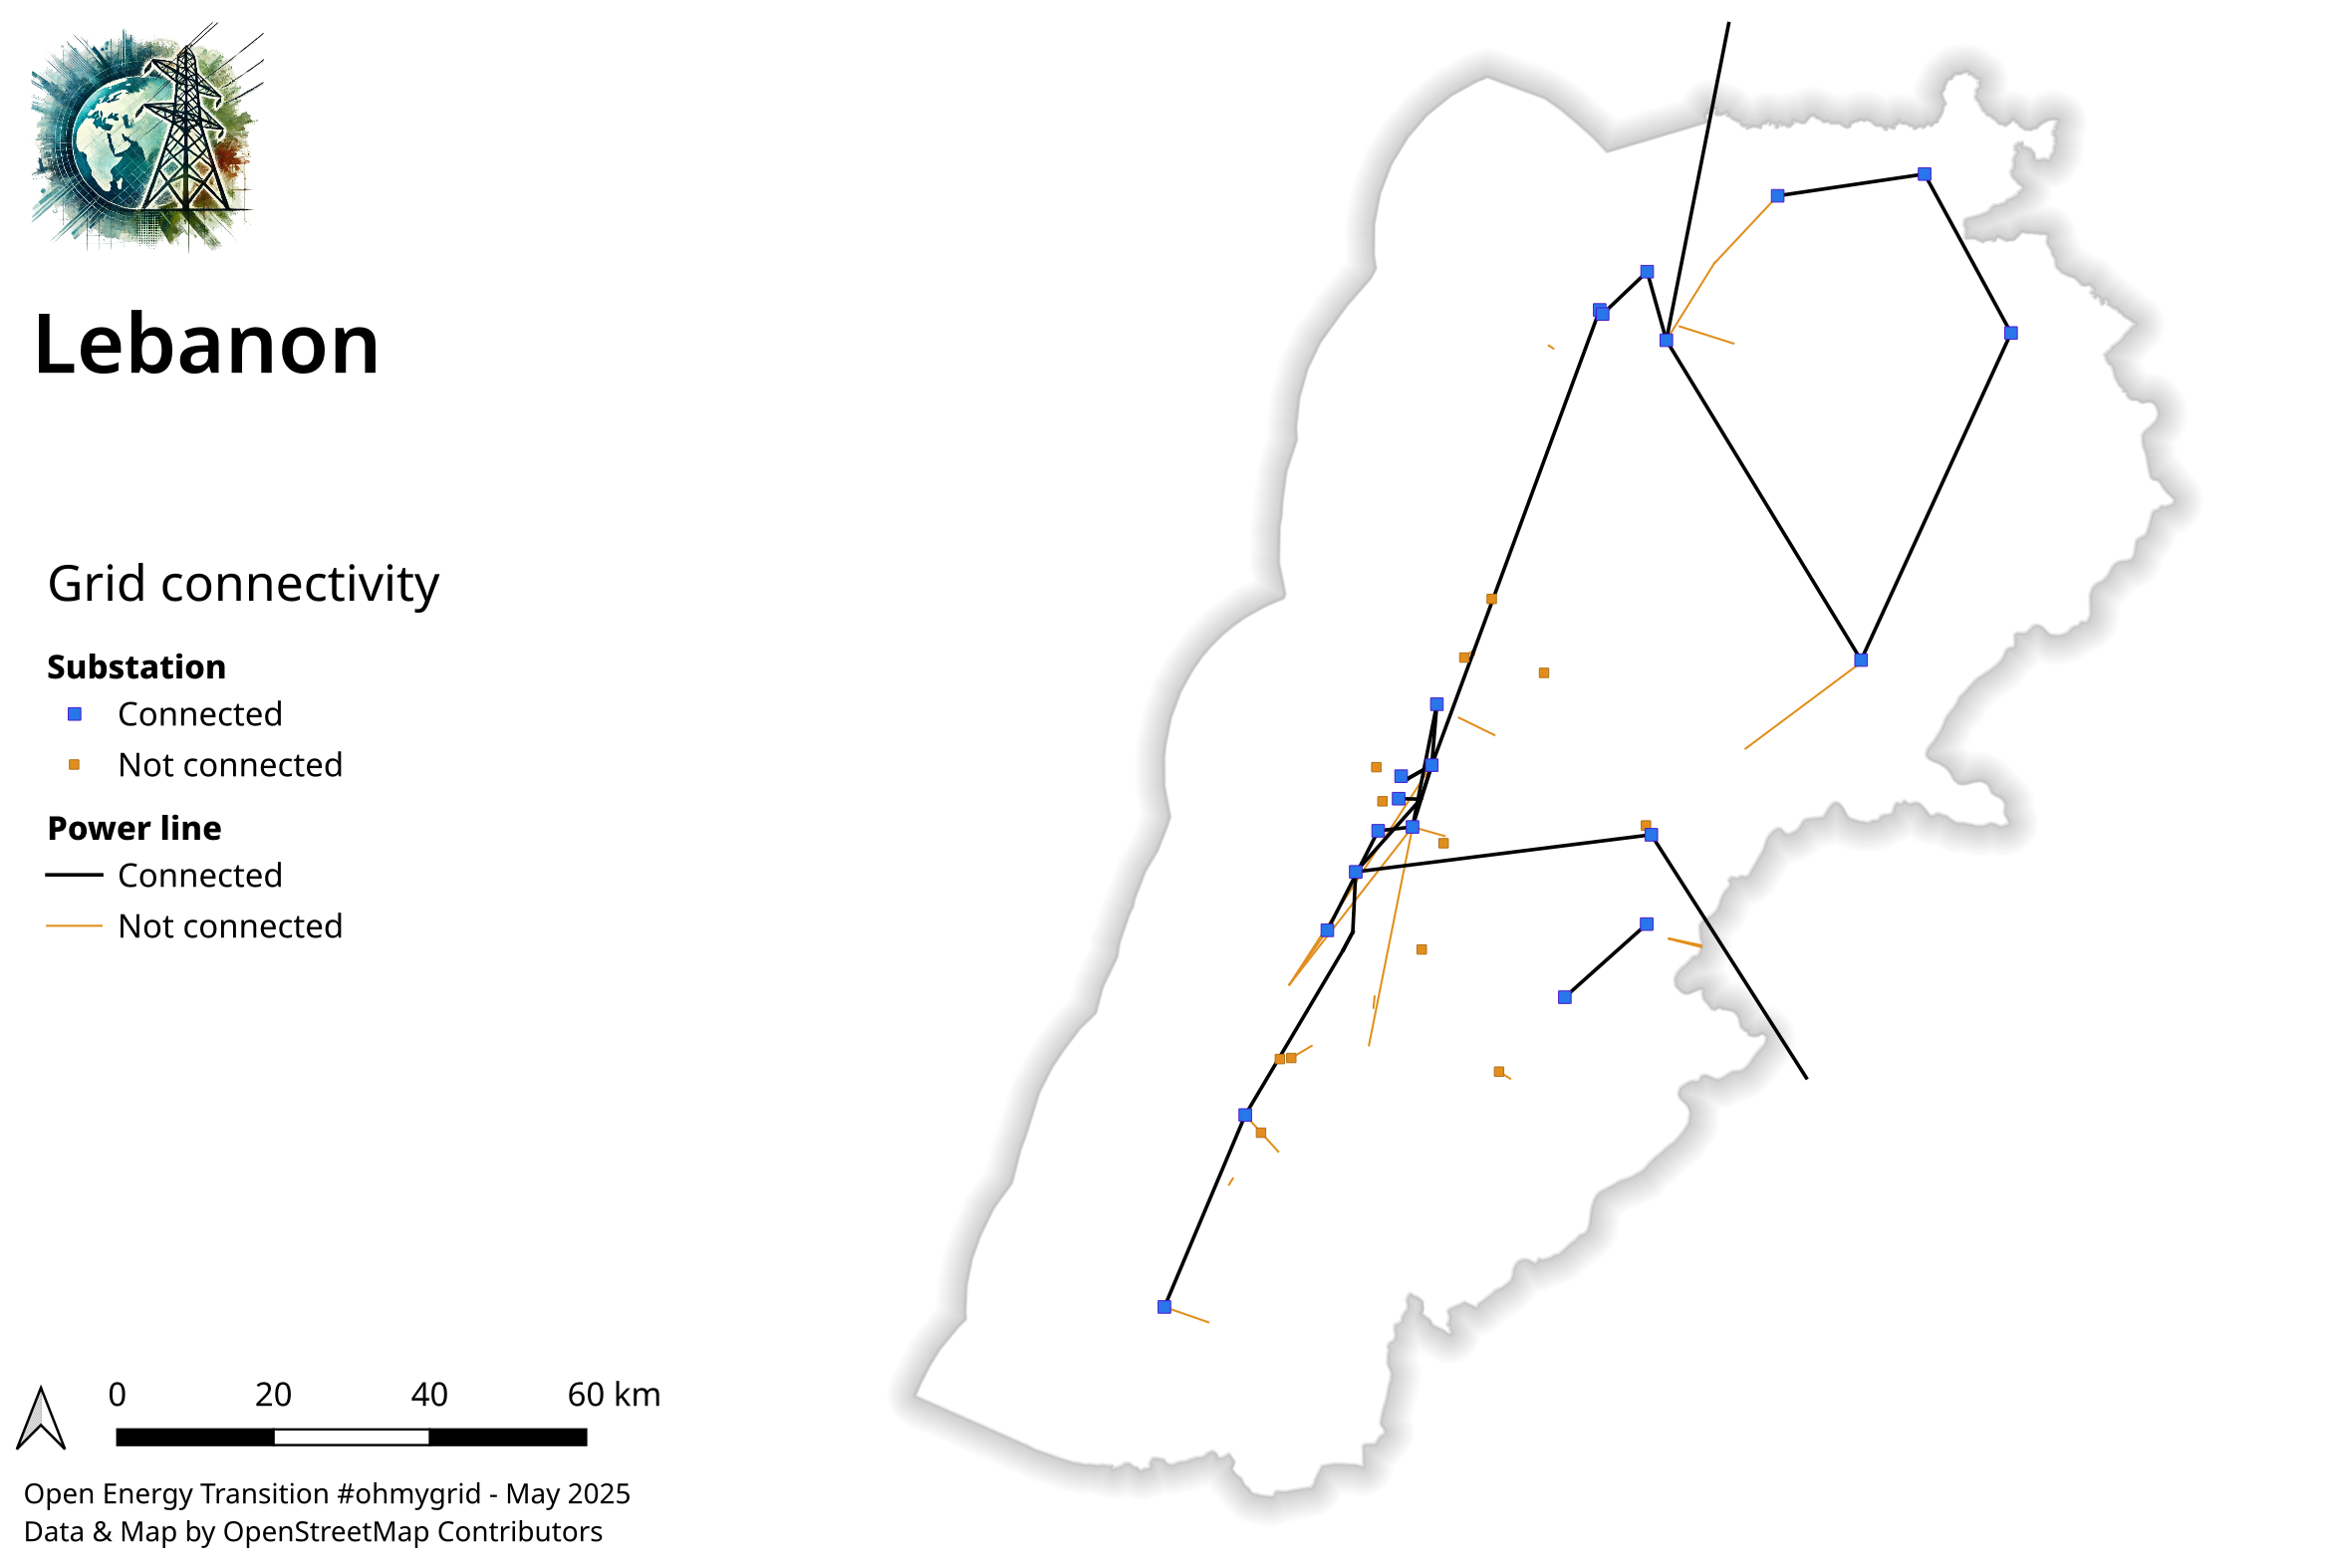 Lebanon
Grid connectivity
Substation
Connected
Not connected
Power line
Connected
Not connected
0 20 40 60 km
Open Energy Transition #ohmygrid - May 2025
Data & Map by OpenStreetMap Contributors